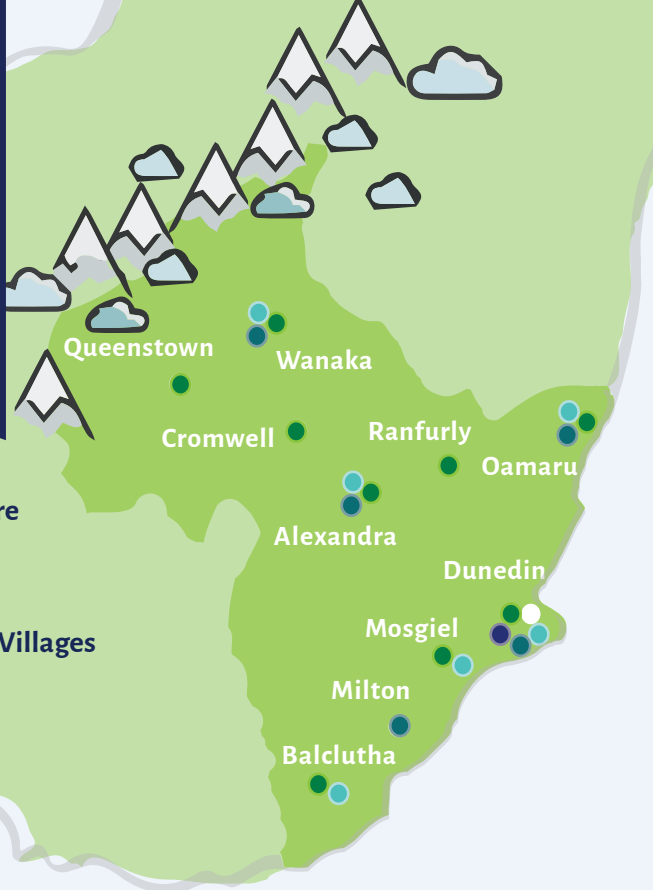 Queenstown
Wanaka
Cromwell
Ranfurly
Oamaru
re
Alexandra
Dunedin
Mosgiel
Villages
Milton
Balclutha